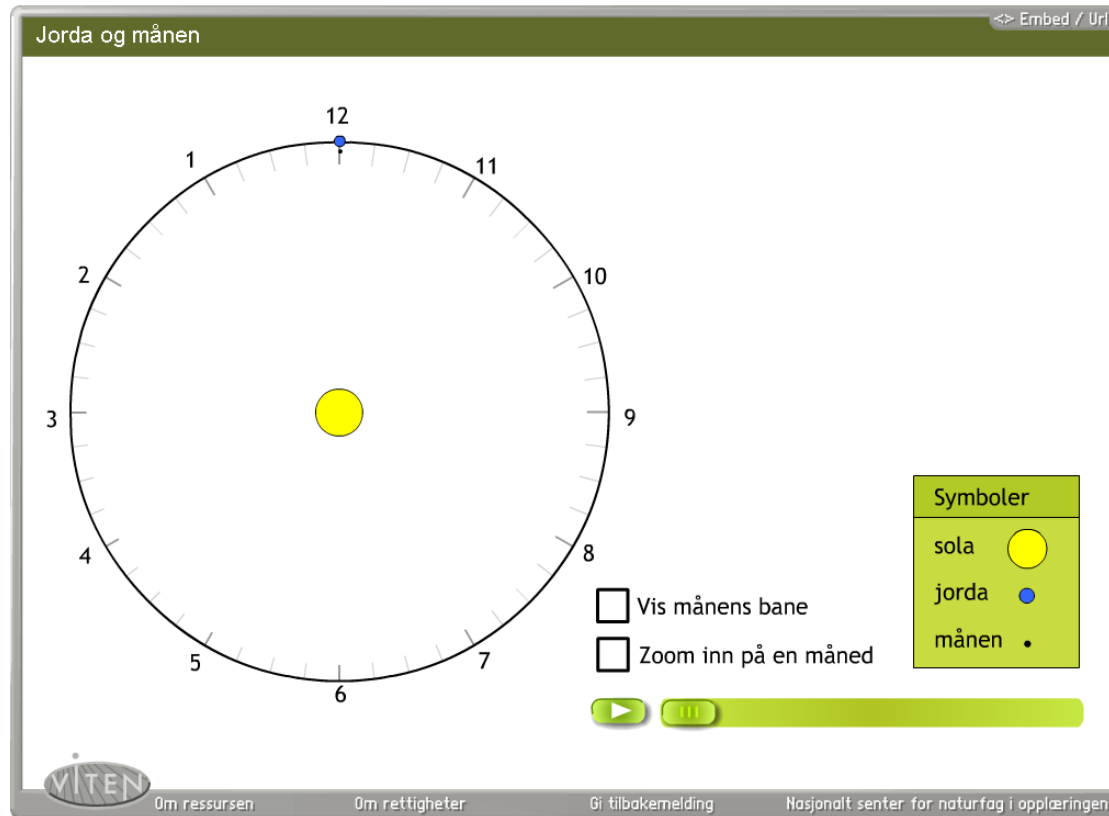 <> Embed / Url
Jorda og månen
12
1
11
2
10
3
9
4
8
5
7
6
Symboler
sola
jorda
månen
Vis månens bane
Zoom inn på en måned
VITEN
Om ressursen
Om rettigheter
Gi tilbakemelding
Nasjonalt senter for naturfag i opplæringen